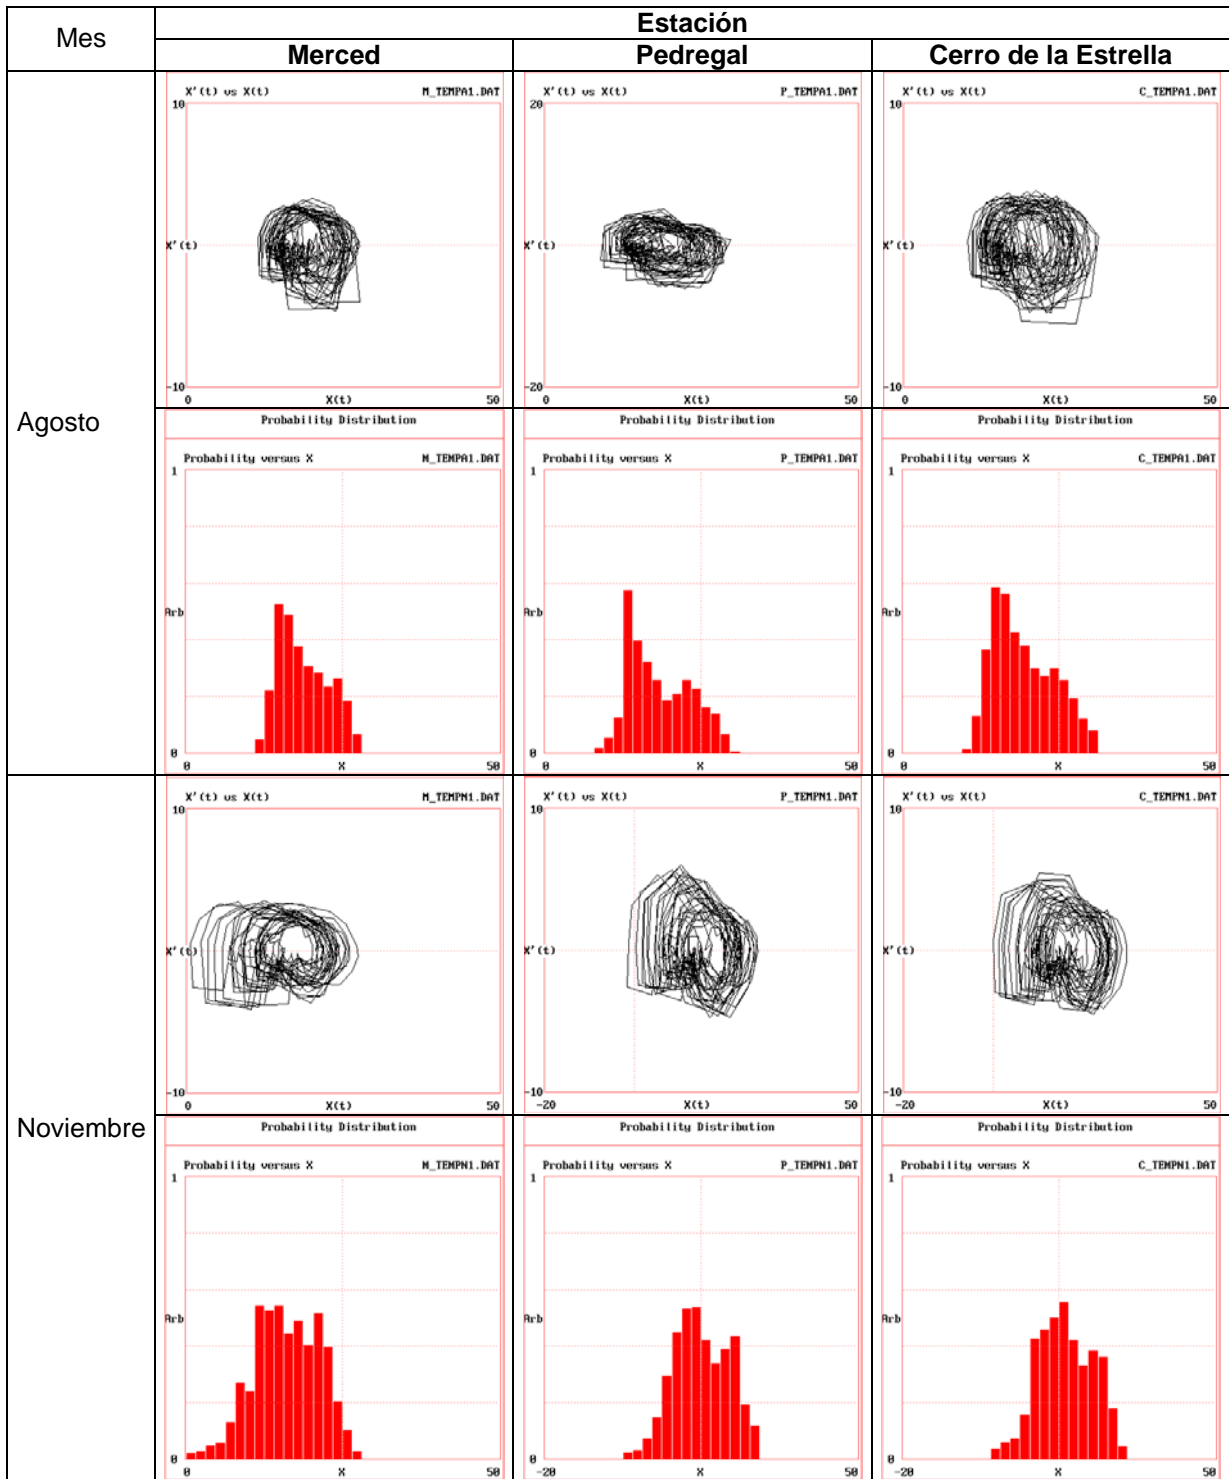 Mes
Estación
Merced Pedregal Cerro de la Estrella
Agosto
X'(t) vs X(t) M_TEMPA1.DAT
10
X'(t)
-10
0 X(t) 50
X'(t) vs X(t) P_TEMPA1.DAT
20
X'(t)
-20
0 X(t) 50
X'(t) vs X(t) C_TEMPA1.DAT
10
X'(t)
-10
0 X(t) 50
Probability Distribution
Probability versus X M_TEMPA1.DAT
1
Arb
0
0 X 50
Probability Distribution
Probability versus X P_TEMPA1.DAT
1
Arb
0
0 X 50
Probability Distribution
Probability versus X C_TEMPA1.DAT
1
Arb
0
0 X 50
Noviembre
X'(t) vs X(t) M_TEMPN1.DAT
10
X'(t)
-10
0 X(t) 50
X'(t) vs X(t) P_TEMPN1.DAT
10
X'(t)
-10
-20 X(t) 50
X'(t) vs X(t) C_TEMPN1.DAT
10
X'(t)
-10
-20 X(t) 50
Probability Distribution
Probability versus X M_TEMPN1.DAT
1
Arb
0
0 X 50
Probability Distribution
Probability versus X P_TEMPN1.DAT
1
Arb
0
-20 X 50
Probability Distribution
Probability versus X C_TEMPN1.DAT
1
Arb
0
-20 X 50